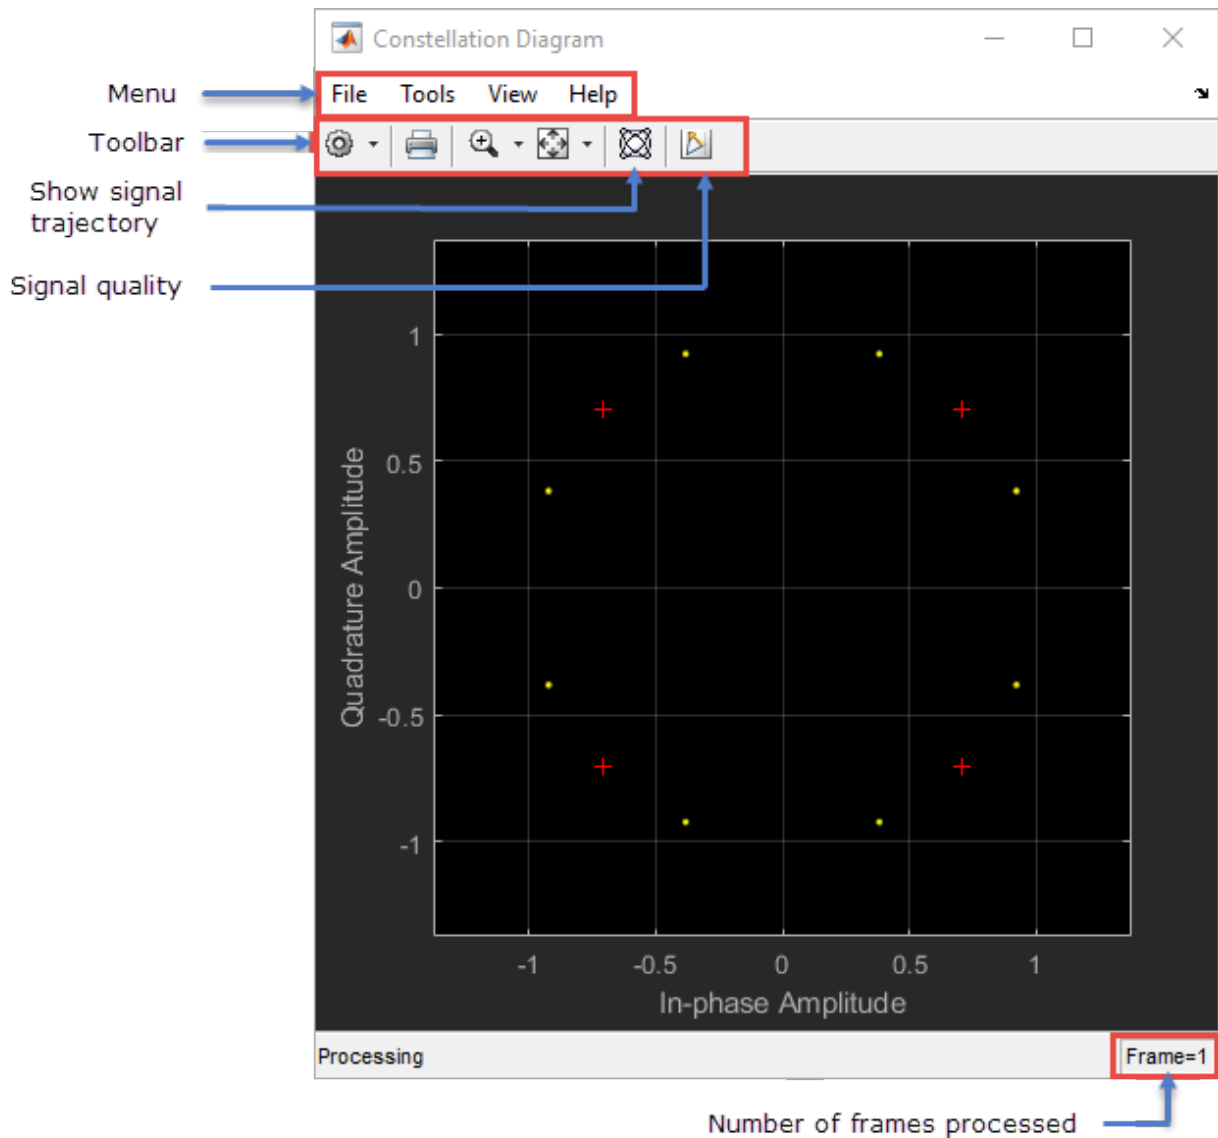 Constellation Diagram
Menu
File Tools View Help
Toolbar
Show signal
trajectory
Signal quality
1
0.5
0
-0.5
-1
Quadrature Amplitude
-1 -0.5 0 0.5 1
In-phase Amplitude
Processing
Frame=1
Number of frames processed